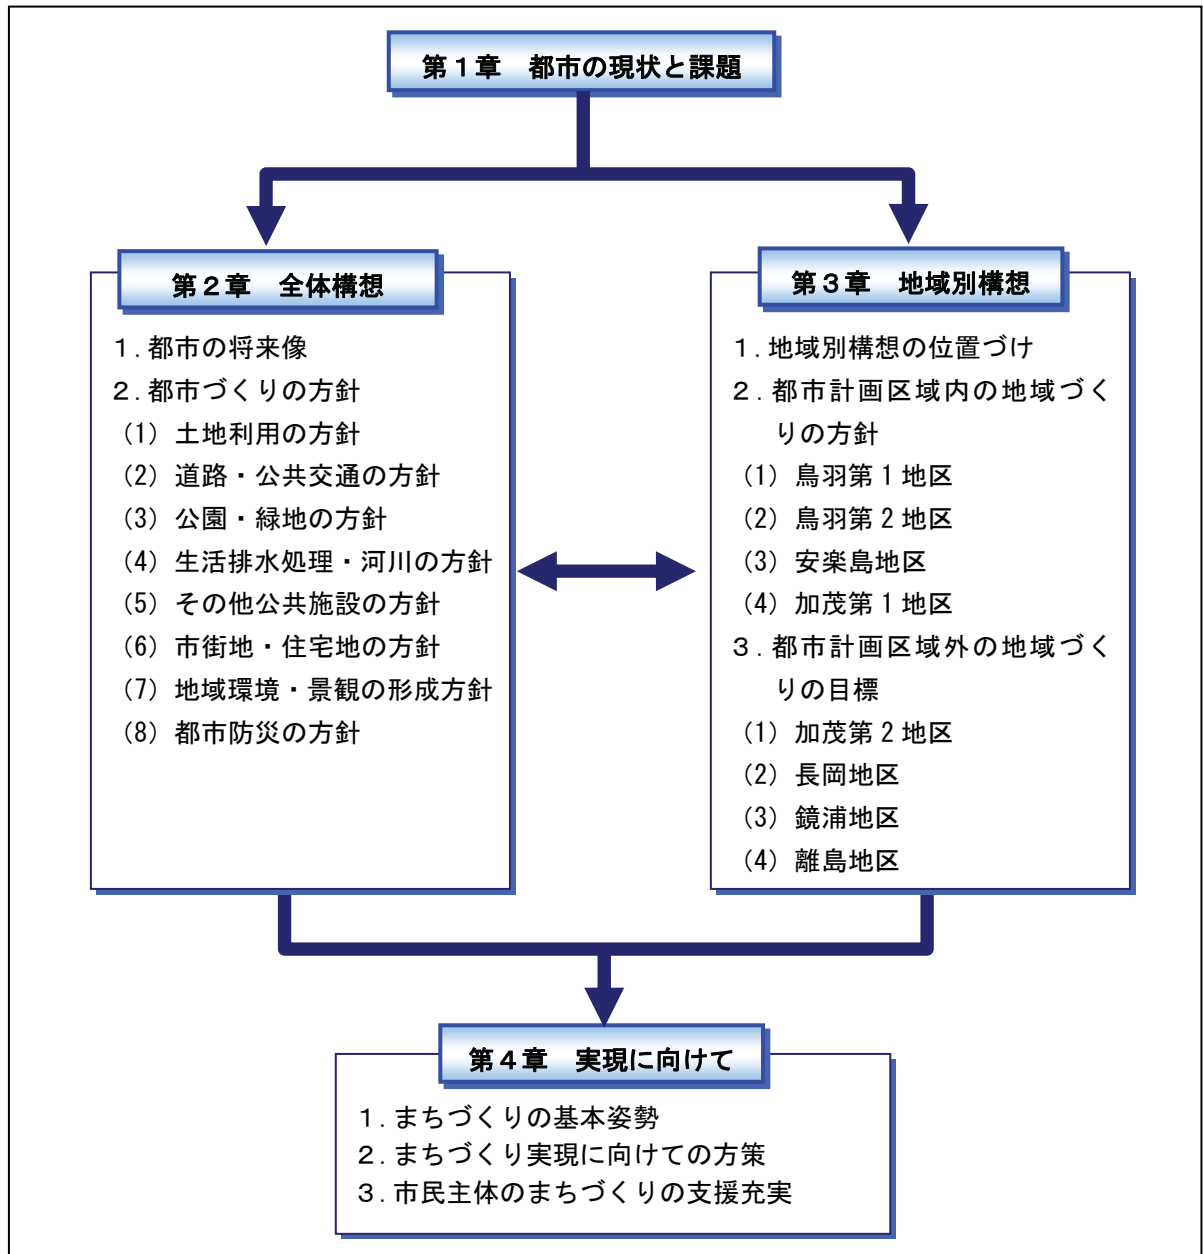 第１章　都市の現状と課題
第２章　全体構想
１.都市の将来像
２.都市づくりの方針
(1) 土地利用の方針
(2) 道路・公共交通の方針
(3) 公園・緑地の方針
(4) 生活排水処理・河川の方針
(5) その他公共施設の方針
(6) 市街地・住宅地の方針
(7) 地域環境・景観の形成方針
(8) 都市防災の方針
第３章　地域別構想
１.地域別構想の位置づけ
２.都市計画区域内の地域づく
りの方針
(1) 鳥羽第１地区
(2) 鳥羽第２地区
(3) 安楽島地区
(4) 加茂第１地区
３.都市計画区域外の地域づく
りの目標
(1) 加茂第２地区
(2) 長岡地区
(3) 鏡浦地区
(4) 離島地区
第４章　実現に向けて
１.まちづくりの基本姿勢
２.まちづくり実現に向けての方策
３.市民主体のまちづくりの支援充実